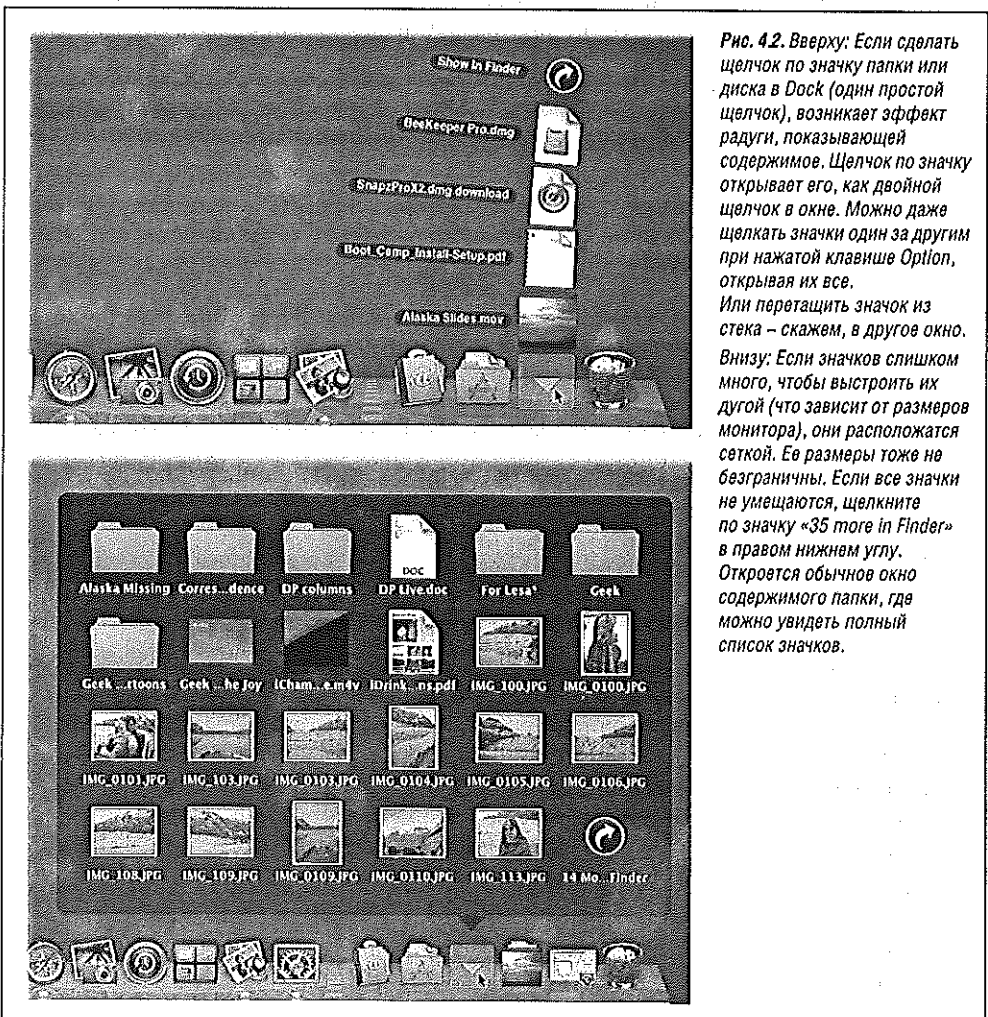 Show In Finder
BeeKeeper Pro.dmg
SnapzProX2.dmg download
Boot_Camp_Install-Setup.pdf
Alaska Slides.mov
Рис. 4.2. Вверху: Если сделать
щелчок по значку папки или
диска в Dock (один простой
щелчок), возникает эффект
радуги, показывающей
содержимое. Щелчок по значку
открывает его, как двойной
щелчок в окне. Можно даже
щелкать значки один за другим
при нажатой клавише Option,
открывая их все.
Или перетащить значок из
стека – скажем, в другое окно.
Внизу: Если значков слишком
много, чтобы выстроить их
дугой (что зависит от размеров
монитора), они расположатся
сеткой. Ее размеры тоже не
безграничны. Если все значки
не умещаются, щелкните
по значку «35 more in Finder»
в правом нижнем углу.
Откроется обычное окно
содержимого папки, где
можно увидеть полный
список значков.
DOC
Alaska Missing Corres...dence DP columns DP Live.doc For Lesa* Geek
Geek ...rtoons Geek ...he Joy iCham...e.m4v iDrink...ns.pdf IMG_100.JPG IMG_0100.JPG
IMG_0101.JPG IMG_103.JPG IMG_0103.JPG IMG_0104.JPG IMG_0105.JPG IMG_0106.JPG
IMG_108.JPG IMG_109.JPG IMG_0109.JPG IMG_0110.JPG IMG_113.JPG 14 Mo...Finder